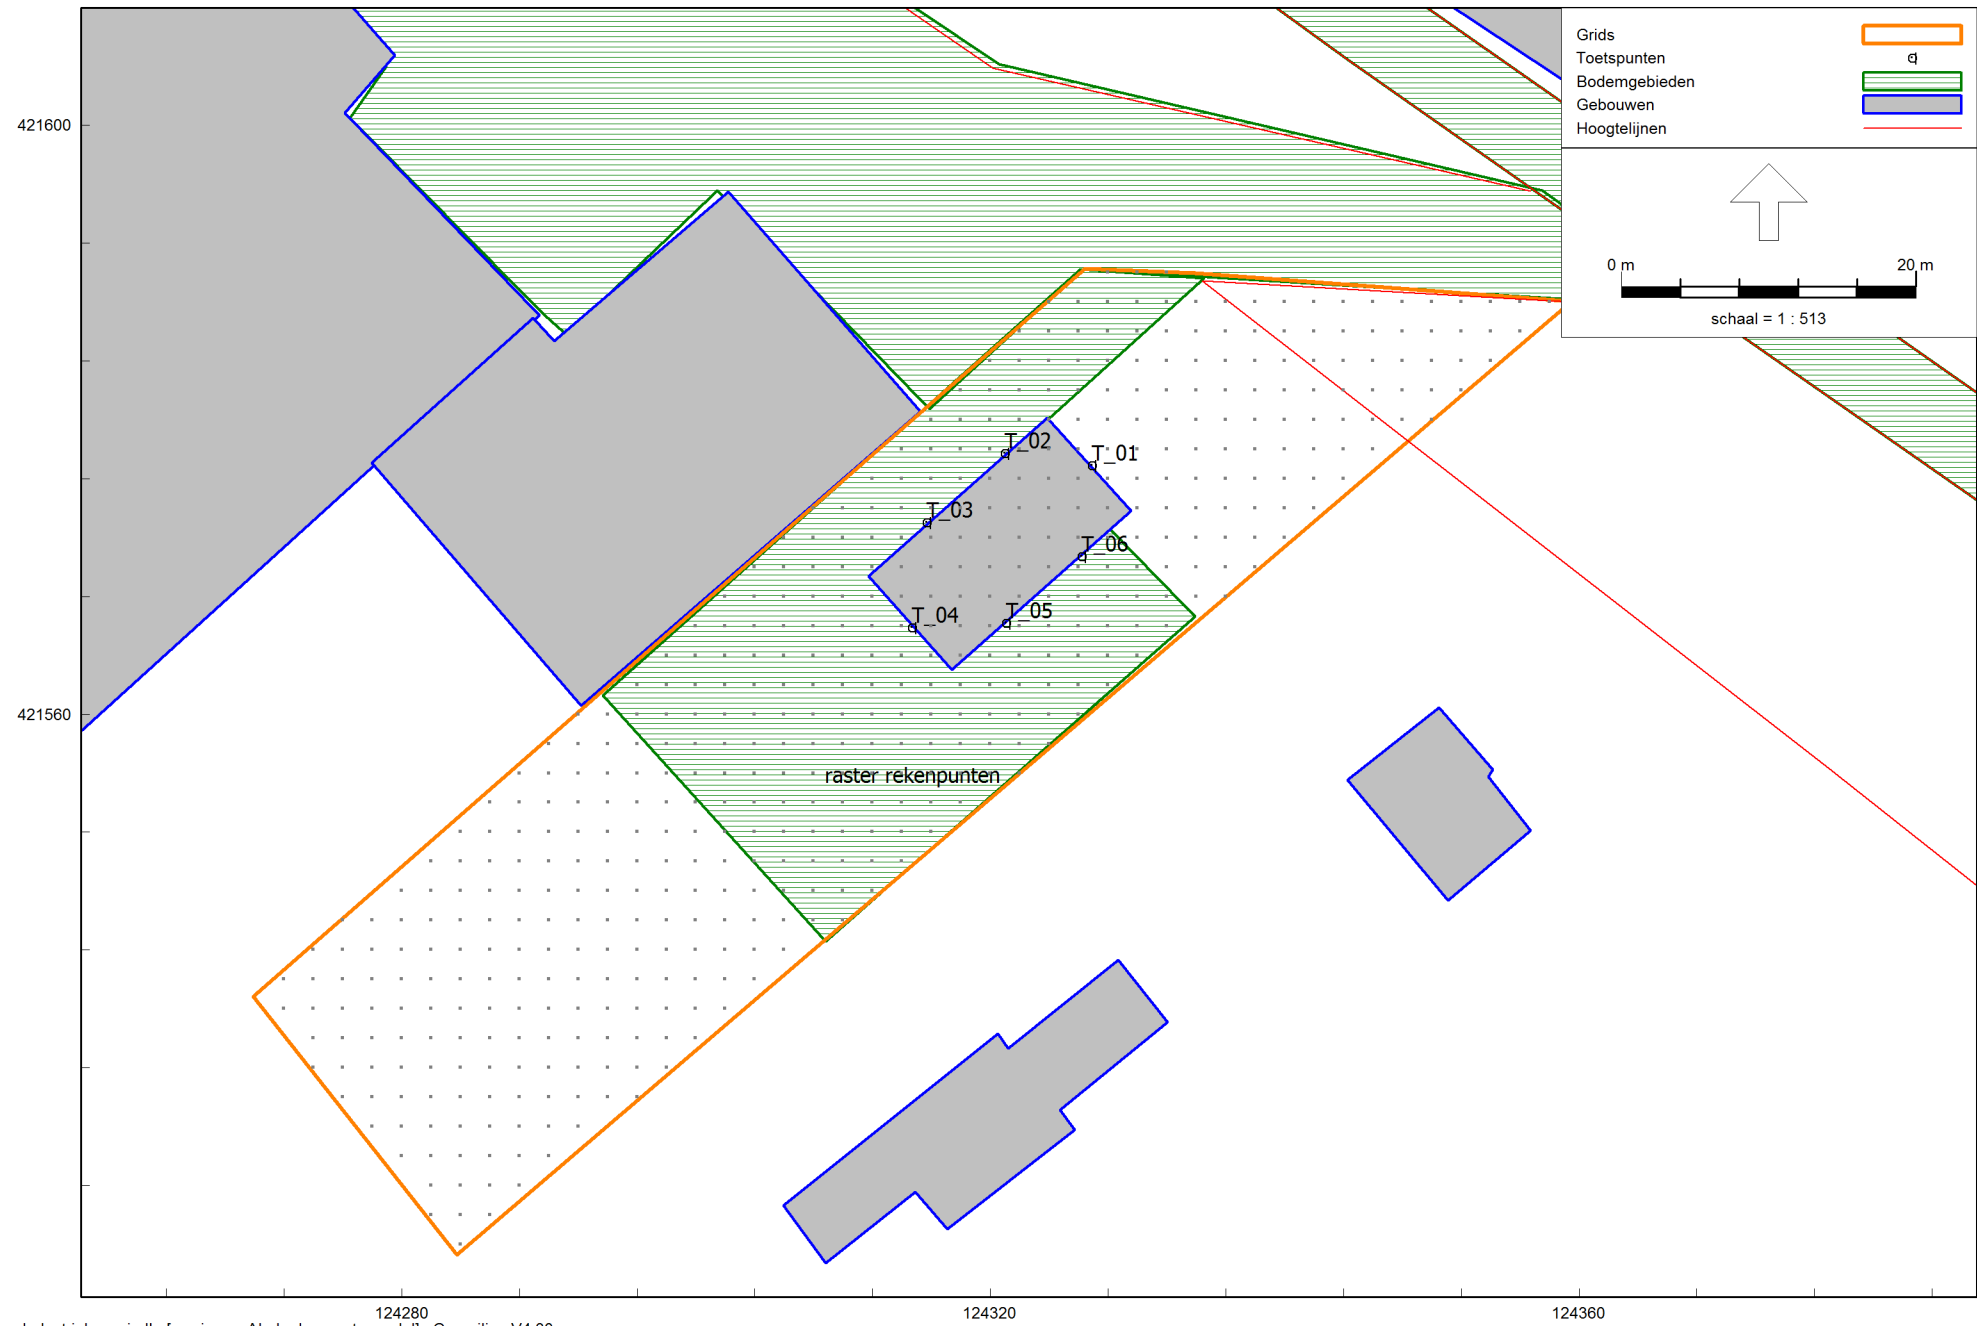 Grids
Toetspunten
Bodemgebieden
Gebouwen
Hoogtelijnen
421600
0 m 20 m
schaal = 1 : 513
T_02
T_01
T_03
T_06
T_05
T_04
421560
raster rekenpunten
124280 124320 124360